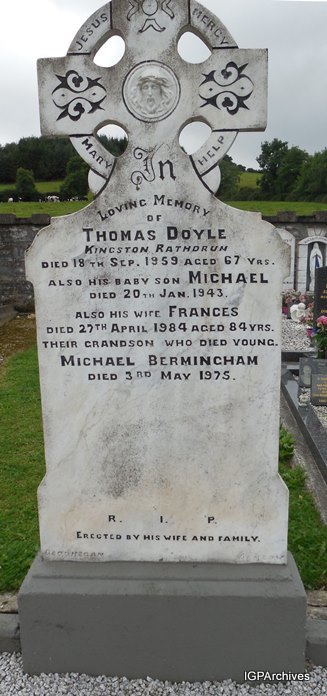 JESUS MERCY
MARY HELP
In
LOVING MEMORY
OF
THOMAS DOYLE
KINGSTON RATHDRUM
DIED 18TH SEP. 1959 AGED 67 YRS.
ALSO HIS BABY SON MICHAEL
DIED 20TH JAN. 1943.
ALSO HIS WIFE FRANCES
DIED 27TH APRIL 1984 AGED 84 YRS.
THEIR GRANDSON WHO DIED YOUNG.
MICHAEL BERMINGHAM
DIED 3RD MAY 1975.
R. I. P.
ERECTED BY HIS WIFE AND FAMILY.
IGPArchives